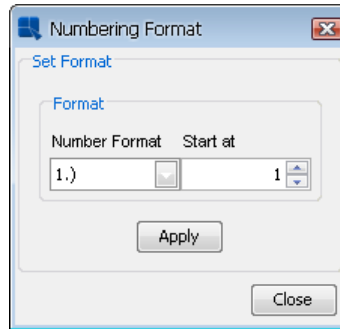 Numbering Format
Set Format
Format
Number Format Start at
1.) 1
Apply
Close